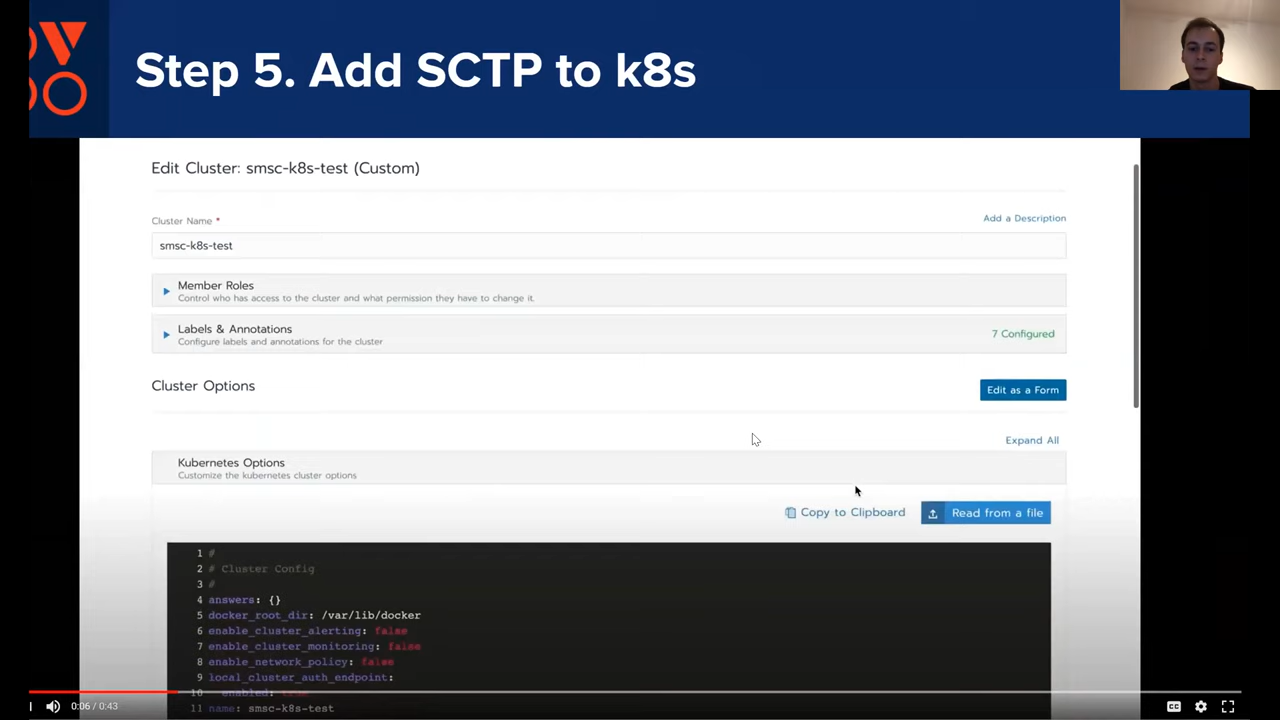 Step 5. Add SCTP to k8s
Edit Cluster: smsc-k8s-test (Custom)
Cluster Name *
Add a Description
smsc-k8s-test
Member Roles
Control who has access to the cluster and what permission they have to change it.
Labels & Annotations
Configure labels and annotations for the cluster
7 Configured
Cluster Options
Edit as a Form
Expand All
Kubernetes Options
Customize the kubernetes cluster options
Copy to Clipboard
Read from a file
1 #
2 # Cluster Config
3 #
4 answers: {}
5 docker_root_dir: /var/lib/docker
6 enable_cluster_alerting: false
7 enable_cluster_monitoring: false
8 enable_network_policy: false
9 local_cluster_auth_endpoint:
10 enabled: true
11 name: smsc-k8s-test
0:06 / 0:43
CC